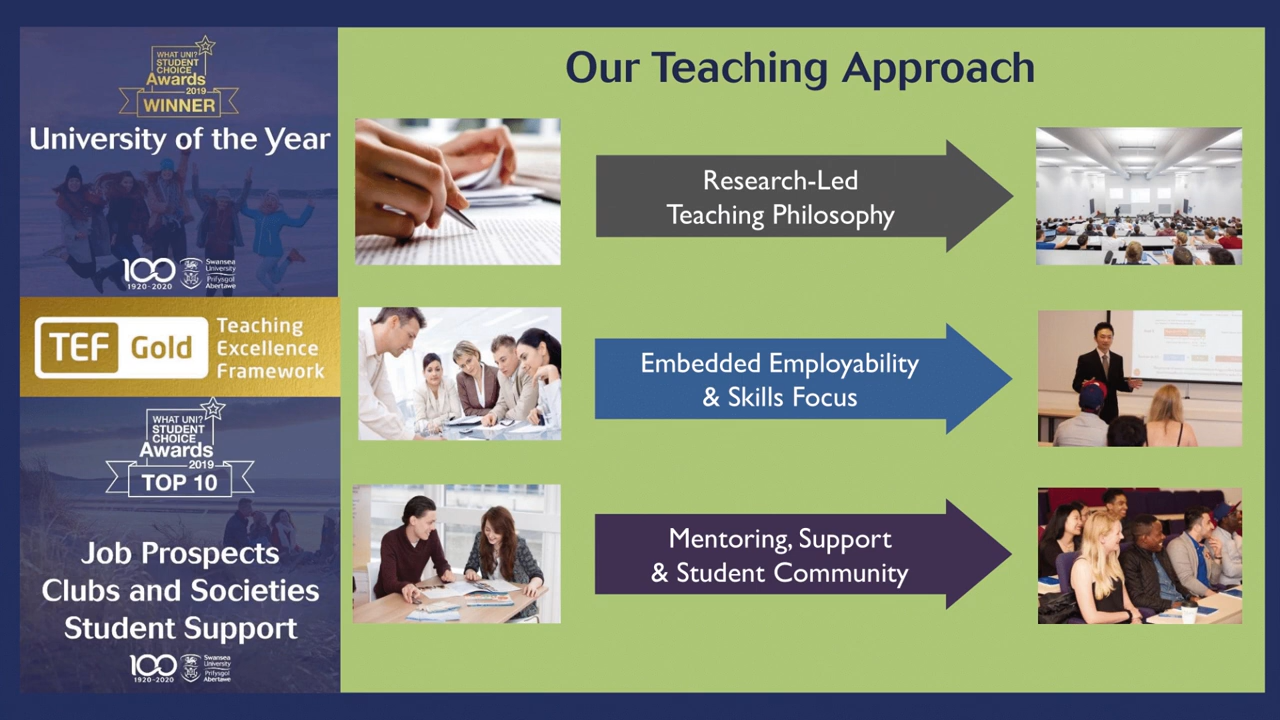 WHAT UNI?
STUDENT
CHOICE
Awards
2019
WINNER
University of the Year
100
1920-2020
Swansea
University
Prifysgol
Abertawe
TEF Gold
Teaching
Excellence
Framework
WHAT UNI?
STUDENT
CHOICE
Awards
2019
TOP 10
Job Prospects
Clubs and Societies
Student Support
100
1920-2020
Swansea
University
Prifysgol
Abertawe
Our Teaching Approach
Research-Led
Teaching Philosophy
Embedded Employability
& Skills Focus
Mentoring, Support
& Student Community